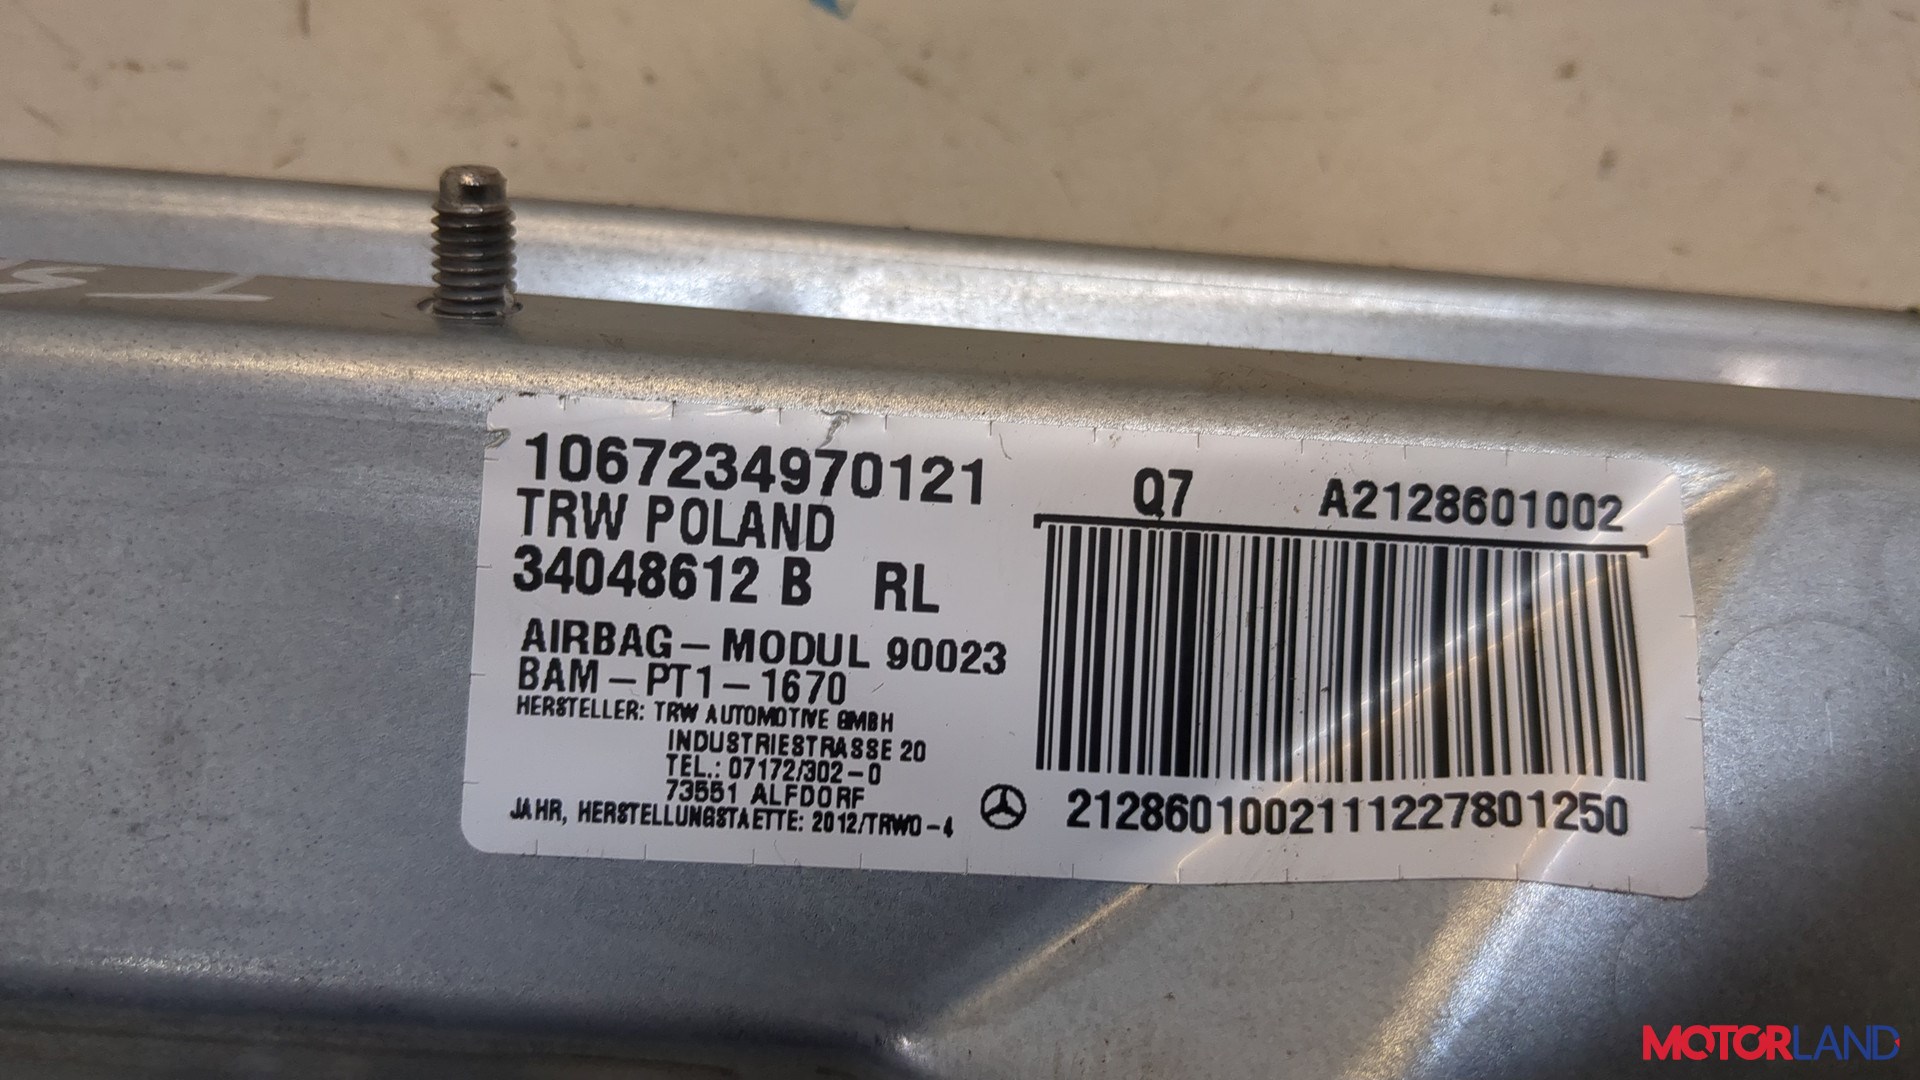 1067234970121
TRW POLAND
34048612 B RL
AIRBAG-MODUL 90023
BAM-PT1-1670
HERSTELLER: TRW AUTOMOTIVE GMBH
INDUSTRIESTRASSE 20
TEL.: 07172/302-0
73551 ALFDORF
JAHR, HERSTELLUNGSTAETTE: 2012/TRWO-4
Q7 A2128601002
2128601002111227801250
MOTORLAND